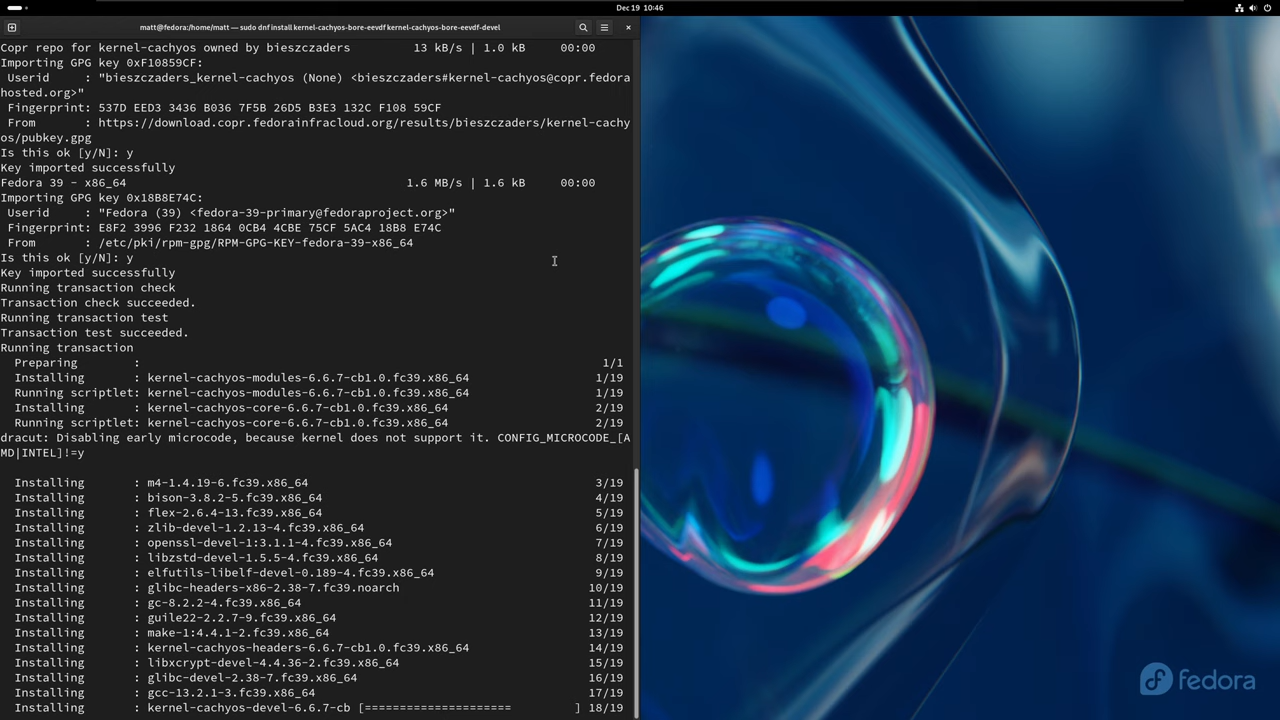 Dec 19 10:46
matt@fedora:/home/matt — sudo dnf install kernel-cachyos-bore-eevdf kernel-cachyos-bore-eevdf-devel
Copr repo for kernel-cachyos owned by bieszczaders 13 kB/s | 1.0 kB 00:00
Importing GPG key 0xF10859CF:
Userid : "bieszczaders_kernel-cachyos (None) <bieszczaders#kernel-cachyos@copr.fedora
hosted.org>"
Fingerprint: 537D EED3 3436 B036 7F5B 26D5 B3E3 132C F108 59CF
From : https://download.copr.fedorainfracloud.org/results/bieszczaders/kernel-cachy
os/pubkey.gpg
Is this ok [y/N]: y
Key imported successfully
Fedora 39 - x86_64 1.6 MB/s | 1.6 kB 00:00
Importing GPG key 0x18B8E74C:
Userid : "Fedora (39) <fedora-39-primary@fedoraproject.org>"
Fingerprint: E8F2 3996 F232 1864 0CB4 4CBE 75CF 5AC4 18B8 E74C
From : /etc/pki/rpm-gpg/RPM-GPG-KEY-fedora-39-x86_64
Is this ok [y/N]: y
Key imported successfully
Running transaction check
Transaction check succeeded.
Running transaction test
Transaction test succeeded.
Running transaction
Preparing : 1/1
Installing : kernel-cachyos-modules-6.6.7-cb1.0.fc39.x86_64 1/19
Running scriptlet: kernel-cachyos-modules-6.6.7-cb1.0.fc39.x86_64 1/19
Installing : kernel-cachyos-core-6.6.7-cb1.0.fc39.x86_64 2/19
Running scriptlet: kernel-cachyos-core-6.6.7-cb1.0.fc39.x86_64 2/19
dracut: Disabling early microcode, because kernel does not support it. CONFIG_MICROCODE_[A
MD|INTEL]!=y
Installing : m4-1.4.19-6.fc39.x86_64 3/19
Installing : bison-3.8.2-5.fc39.x86_64 4/19
Installing : flex-2.6.4-13.fc39.x86_64 5/19
Installing : zlib-devel-1.2.13-4.fc39.x86_64 6/19
Installing : openssl-devel-1:3.1.1-4.fc39.x86_64 7/19
Installing : libzstd-devel-1.5.5-4.fc39.x86_64 8/19
Installing : elfutils-libelf-devel-0.189-4.fc39.x86_64 9/19
Installing : glibc-headers-x86-2.38-7.fc39.noarch 10/19
Installing : gc-8.2.2-4.fc39.x86_64 11/19
Installing : guile22-2.2.7-9.fc39.x86_64 12/19
Installing : make-1:4.4.1-2.fc39.x86_64 13/19
Installing : kernel-cachyos-headers-6.6.7-cb1.0.fc39.x86_64 14/19
Installing : libxcrypt-devel-4.4.36-2.fc39.x86_64 15/19
Installing : glibc-devel-2.38-7.fc39.x86_64 16/19
Installing : gcc-13.2.1-3.fc39.x86_64 17/19
Installing : kernel-cachyos-devel-6.6.7-cb [===================== ] 18/19
fedora